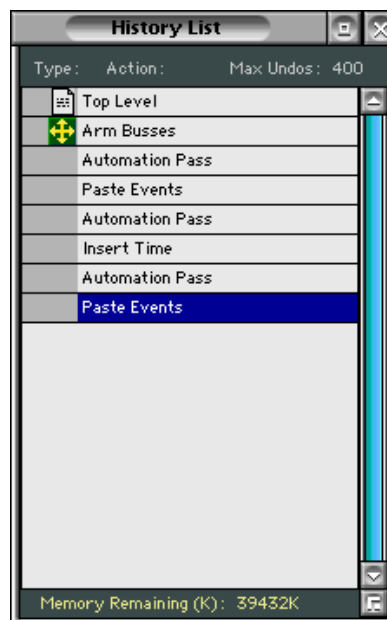 History List
Type: Action: Max Undos: 400
Top Level
Arm Busses
Automation Pass
Paste Events
Automation Pass
Insert Time
Automation Pass
Paste Events
Memory Remaining (K): 39432K